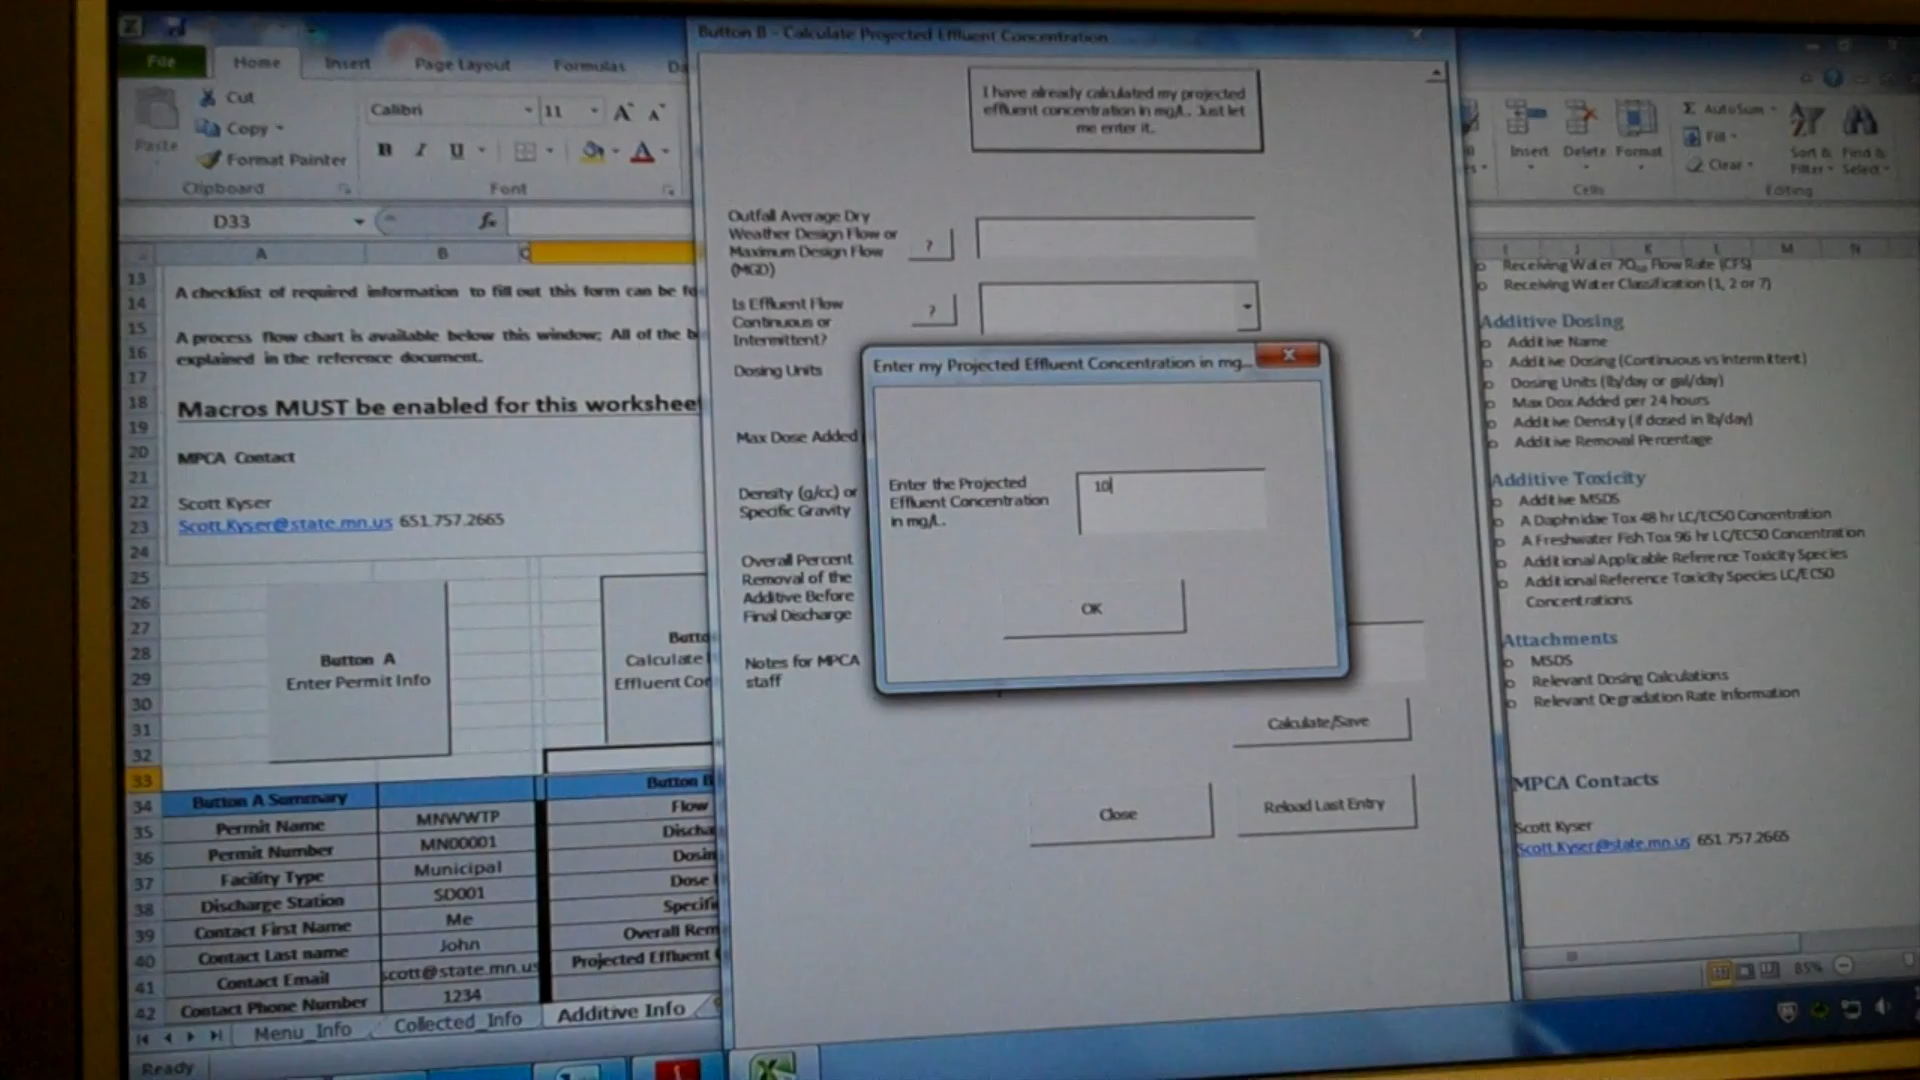 Button B - Calculate Projected Effluent Concentration
File
Home
Insert
Page Layout
Formulas
Cut
Copy
Paste
Format Painter
Clipboard
Calibri
11
Font
Insert
Delete
Format
Cells
AutoSum
Fill
Clear
Sort &
Filter
Find &
Select
Editing
D33
A
B
A checklist of required information to fill out this form can be
A process flow chart is available below this window; All of the
explained in the reference document.
Macros MUST be enabled for this workshee
MPCA Contact
Scott Kyser
Scott.Kyser@state.mn.us 651.757.2665
13
14
15
16
17
18
19
20
21
22
23
24
25
26
27
28
29
30
31
32
33
34
35
36
37
38
39
40
41
42
Button A
Enter Permit Info
Calculate
Button A Summary
Permit Name MNWWTP
Permit Number MN00001
Facility Type Municipal
Discharge Station SD001
Contact First Name Me
Contact Last name John
Contact Email scott@state.mn.us
Contact Phone Number 1234
Button B
Flow
Discha
Dosin
Dose
Specifi
Overall Rem
Projected Effluent
Menu_Info
Collected_Info
Additive Info
Ready
I have already calculated my projected
effluent concentration in mg/L. Just let
me enter it.
Outfall Average Dry
Weather Design Flow or
Maximum Design Flow
(MGD)
?
Is Effluent Flow
Continuous or
Intermittent?
?
Dosing Units
Max Dose Added
Density (g/cc) or
Specific Gravity
Overall Percent
Removal of the
Additive Before
Final Discharge
Notes for MPCA
staff
Enter my Projected Effluent Concentration in mg...
Enter the Projected
Effluent Concentration
in mg/L.
10
OK
Calculate/Save
Close
Reload Last Entry
J
K
L
M
N
Receiving Water 7Q10 Flow Rate (CFS)
Receiving Water Classification (1, 2 or 7)
Additive Dosing
Additive Name
Additive Dosing (Continuous vs Intermittent)
Dosing Units (lb/day or gal/day)
Max Dox Added per 24 hours
Additive Density (if dosed in lb/day)
Additive Removal Percentage
Additive Toxicity
Additive MSDS
A Daphnidae Tox 48 hr LC/EC50 Concentration
A Freshwater Fish Tox 96 hr LC/EC50 Concentration
Additional Applicable Reference Toxicity Species
Additional Reference Toxicity Species LC/EC50
Concentrations
Attachments
MSDS
Relevant Dosing Calculations
Relevant Degradation Rate Information
MPCA Contacts
Scott Kyser
Scott.Kyser@state.mn.us 651.757.2665
85%